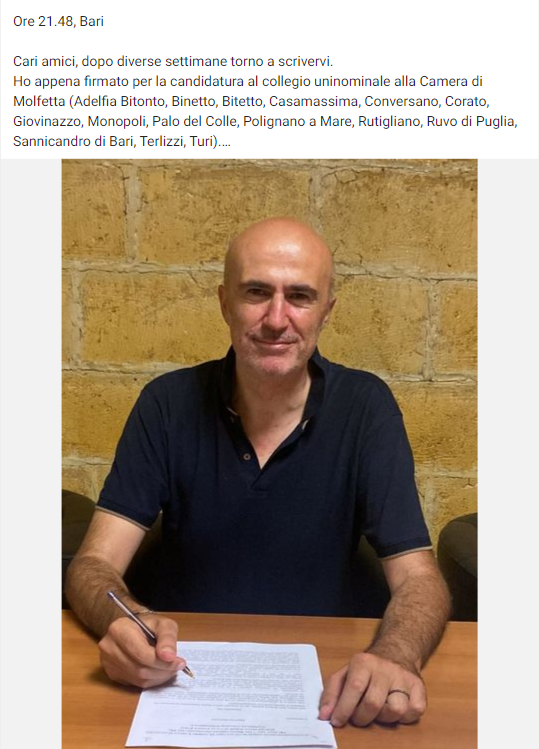 Ore 21.48, Bari
Cari amici, dopo diverse settimane torno a scrivervi.
Ho appena firmato per la candidatura al collegio uninominale alla Camera di
Molfetta (Adelfia Bitonto, Binetto, Bitetto, Casamassima, Conversano, Corato,
Giovinazzo, Monopoli, Palo del Colle, Polignano a Mare, Rutigliano, Ruvo di Puglia,
Sannicandro di Bari, Terlizzi, Turi)....